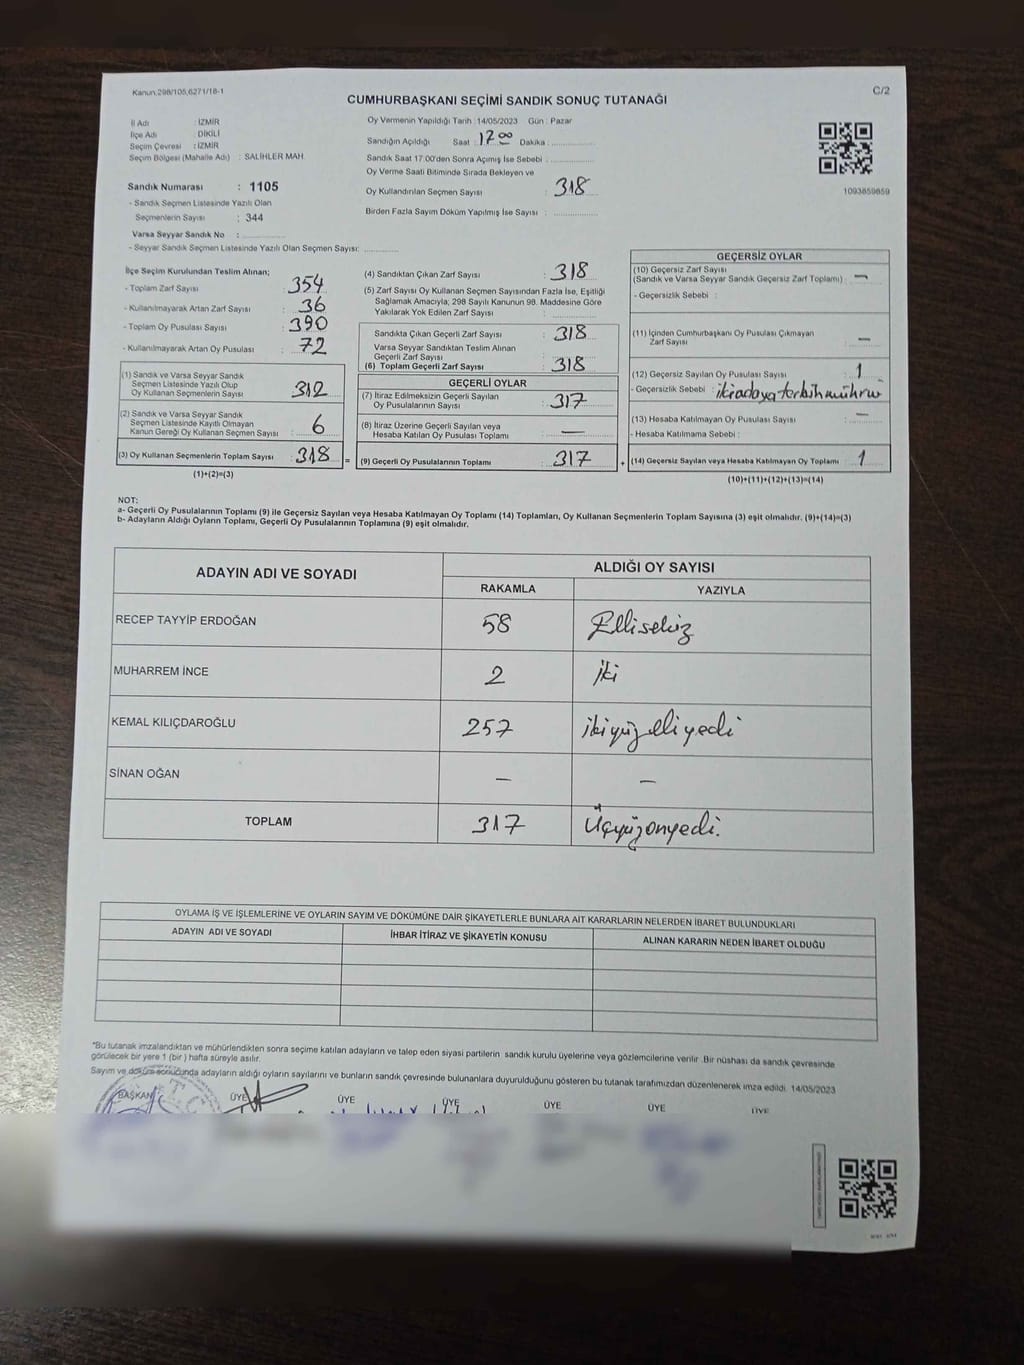 Kanun,298/105,6271/18-1
C/2
CUMHURBAŞKANI SEÇİMİ SANDIK SONUÇ TUTANAĞI
İl Adı : İZMİR
İlçe Adı : DİKİLİ
Seçim Çevresi : İZMİR
Seçim Bölgesi (Mahalle Adı) : SALİHLER MAH.
Sandık Numarası : 1105
- Sandık Seçmen Listesinde Yazılı Olan
Seçmenlerin Sayısı : 344
Varsa Seyyar Sandık No :
- Seyyar Sandık Seçmen Listesinde Yazılı Olan Seçmen Sayısı:
Oy Vermenin Yapıldığı Tarih : 14/05/2023 Gün : Pazar
Sandığın Açıldığı Saat : 17 00 Dakika :
Sandık Saat 17.00'den Sonra Açımış İse Sebebi :
Oy Verme Saati Bitiminde Sırada Bekleyen ve
Oy Kullandırılan Seçmen Sayısı : 318
Birden Fazla Sayım Döküm Yapılmış İse Sayısı :
1093859859
İlçe Seçim Kurulundan Teslim Alınan;
- Toplam Zarf Sayısı : 354
- Kullanılmayarak Artan Zarf Sayısı : 36
- Toplam Oy Pusulası Sayısı : 390
- Kullanılmayarak Artan Oy Pusulası : 72
(1) Sandık ve Varsa Seyyar Sandık
Seçmen Listesinde Yazılı Olup
Oy Kullanan Seçmenlerin Sayısı : 312
(2) Sandık ve Varsa Seyyar Sandık
Seçmen Listesinde Kayıtlı Olmayan
Kanun Gereği Oy Kullanan Seçmen Sayısı : 6
(3) Oy Kullanan Seçmenlerin Toplam Sayısı : 318 =
(1)+(2)=(3)
(4) Sandıktan Çıkan Zarf Sayısı : 318
(5) Zarf Sayısı Oy Kullanan Seçmen Sayısından Fazla İse, Eşitliği
Sağlamak Amacıyla; 298 Sayılı Kanunun 98. Maddesine Göre
Yakılarak Yok Edilen Zarf Sayısı :
Sandıkta Çıkan Geçerli Zarf Sayısı : 318
Varsa Seyyar Sandıktan Teslim Alınan
Geçerli Zarf Sayısı :
(6) Toplam Geçerli Zarf Sayısı : 318
GEÇERLİ OYLAR
(7) İtiraz Edilmeksizin Geçerli Sayılan
Oy Pusulalarının Sayısı : 317
(8) İtiraz Üzerine Geçerli Sayılan veya
Hesaba Katılan Oy Pusulası Toplamı : —
(9) Geçerli Oy Pusulalarının Toplamı : 317 +
GEÇERSİZ OYLAR
(10) Geçersiz Zarf Sayısı
(Sandık ve Varsa Seyyar Sandık Geçersiz Zarf Toplamı) : —
- Geçersizlik Sebebi :
(11) İçinden Cumhurbaşkanı Oy Pusulası Çıkmayan
Zarf Sayısı : —
(12) Geçersiz Sayılan Oy Pusulası Sayısı : 1
- Geçersizlik Sebebi :
(13) Hesaba Katılmayan Oy Pusulası Sayısı : —
- Hesaba Katılmama Sebebi :
(14) Geçersiz Sayılan veya Hesaba Katılmayan Oy Toplamı : 1
(10)+(11)+(12)+(13)=(14)
NOT:
a- Geçerli Oy Pusulalarının Toplamı (9) ile Geçersiz Sayılan veya Hesaba Katılmayan Oy Toplamı (14) Toplamları, Oy Kullanan Seçmenlerin Toplam Sayısına (3) eşit olmalıdır. (9)+(14)=(3)
b- Adayların Aldığı Oyların Toplamı, Geçerli Oy Pusulalarının Toplamına (9) eşit olmalıdır.
ADAYIN ADI VE SOYADI
ALDIĞI OY SAYISI
RAKAMLA YAZIYLA
RECEP TAYYİP ERDOĞAN 58 Ellisekiz
MUHARREM İNCE 2 iki
KEMAL KILIÇDAROĞLU 257 ikiyüzelliyedi
SİNAN OĞAN — —
TOPLAM 317 Üçyüzonyedi.
OYLAMA İŞ VE İŞLEMLERİNE VE OYLARIN SAYIM VE DÖKÜMÜNE DAİR ŞİKAYETLERLE BUNLARA AİT KARARLARIN NELERDEN İBARET BULUNDUKLARI
ADAYIN ADI VE SOYADI İHBAR İTİRAZ VE ŞİKAYETİN KONUSU ALINAN KARARIN NEDEN İBARET OLDUĞU
"Bu tutanak imzalandıktan ve mühürlendikten sonra seçime katılan adayların ve talep eden siyasi partilerin sandık kurulu üyelerine veya gözlemcilerine verilir .Bir nüshası da sandık çevresinde
görülecek bir yere 1 (bir ) hafta süreyle asılır.
Sayım ve döküm sonucunda adayların aldığı oyların sayılarını ve bunların sandık çevresinde bulunanlara duyurulduğunu gösteren bu tutanak tarafımızdan düzenlenerek imza edildi. 14/05/2023
BAŞKAN ÜYE ÜYE ÜYE ÜYE ÜYE ÜYE
T.C